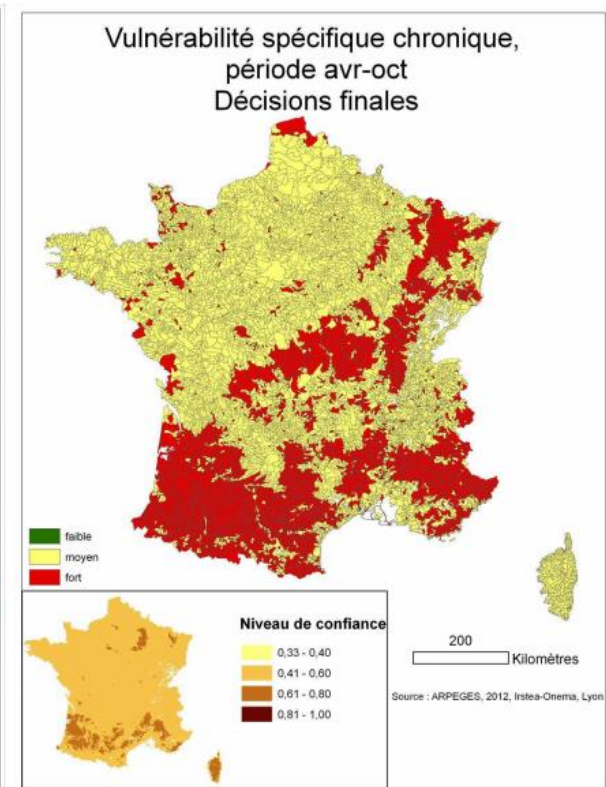 Vulnérabilité spécifique chronique,
période avr-oct
Décisions finales
faible
moyen
fort
Niveau de confiance
0,33 - 0,40
0,41 - 0,60
0,61 - 0,80
0,81 - 1,00
200
Kilomètres
Source : ARPEGES, 2012, Irstea-Onema, Lyon